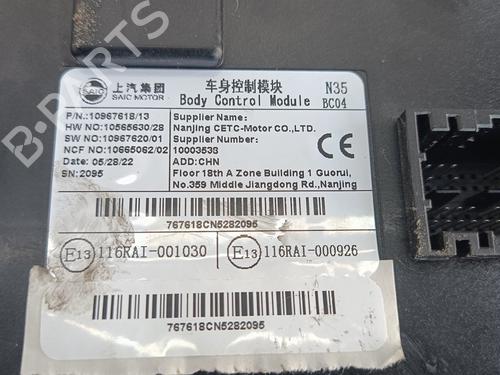 SAIC
上汽集团
SAIC MOTOR
车身控制模块
Body Control Module
N35
BC04
P/N.:10967618/13
HW NO:10565630/28
SW NO:10967620/01
NCF NO:10665062/02
Date: 05/28/22
SN:2095
Supplier Name:
Nanjing CETC-Motor CO.,LTD.
Supplier Number:
10003538
ADD:CHN
Floor 18th A Zone Building 1 Guorui,
No.359 Middle Jiangdong Rd.,Nanjing
CE
767618CN5282095
E13 116RAI-001030
E13 116RAI-000926
767618CN5282095